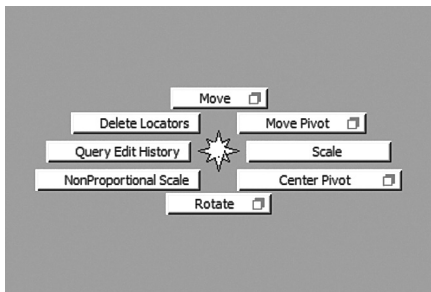 Move
Delete Locators
Move Pivot
Query Edit History
Scale
NonProportional Scale
Center Pivot
Rotate